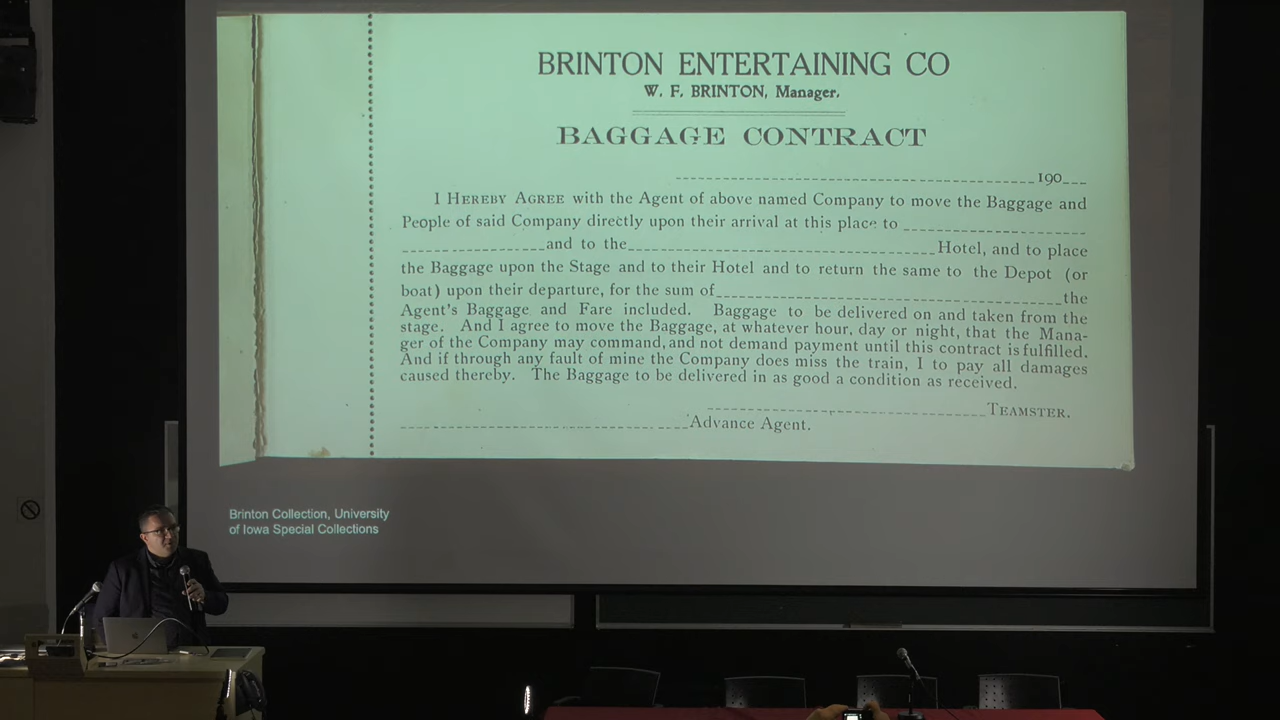 BRINTON ENTERTAINING CO
W. F. BRINTON, Manager.
BAGGAGE CONTRACT
190
I HEREBY AGREE with the Agent of above named Company to move the Baggage and
People of said Company directly upon their arrival at this place to
and to the Hotel, and to place
the Baggage upon the Stage and to their Hotel and to return the same to the Depot (or
boat) upon their departure, for the sum of the
Agent's Baggage and Fare included. Baggage to be delivered on and taken from the
stage. And I agree to move the Baggage, at whatever hour, day or night, that the Mana-
ger of the Company may command, and not demand payment until this contract is fulfilled.
And if through any fault of mine the Company does miss the train, I to pay all damages
caused thereby. The Baggage to be delivered in as good a condition as received.
TEAMSTER.
Advance Agent.
Brinton Collection, University
of Iowa Special Collections